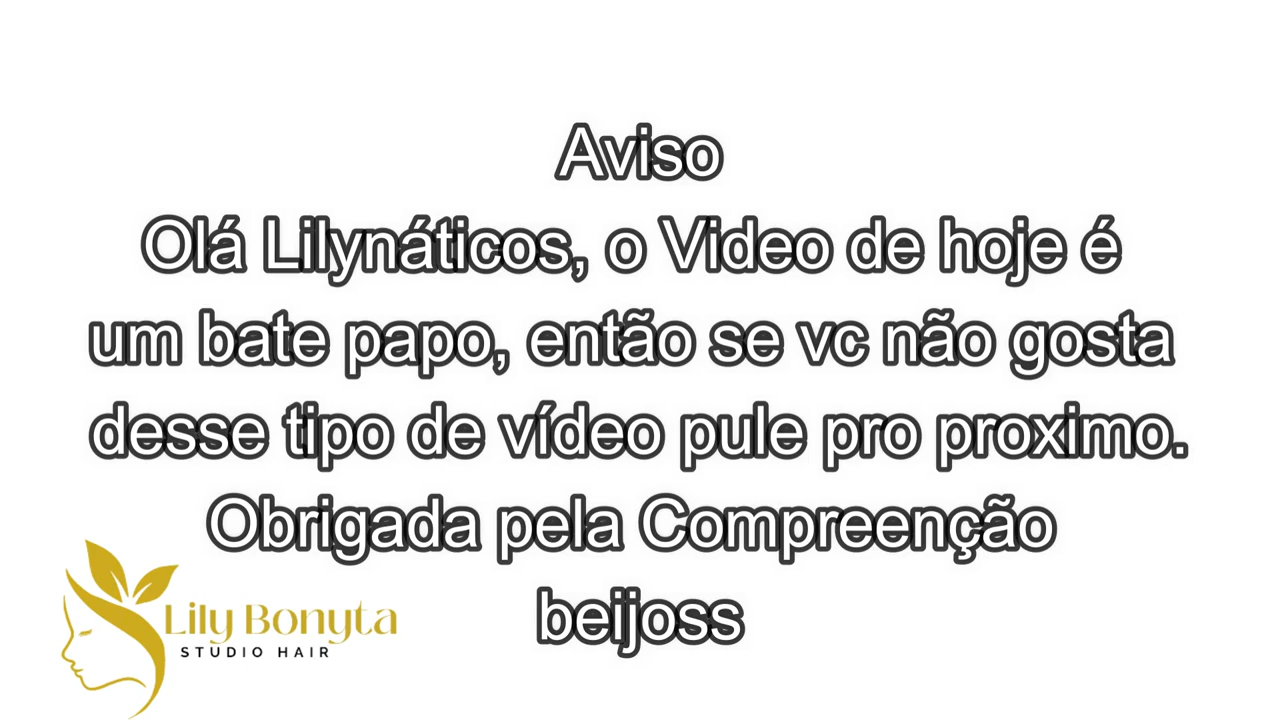 Aviso
Olá Lilynáticos, o Video de hoje é
um bate papo, então se vc não gosta
desse tipo de vídeo pule pro proximo.
Obrigada pela Compreenção
beijoss
Lily Bonyta
STUDIO HAIR